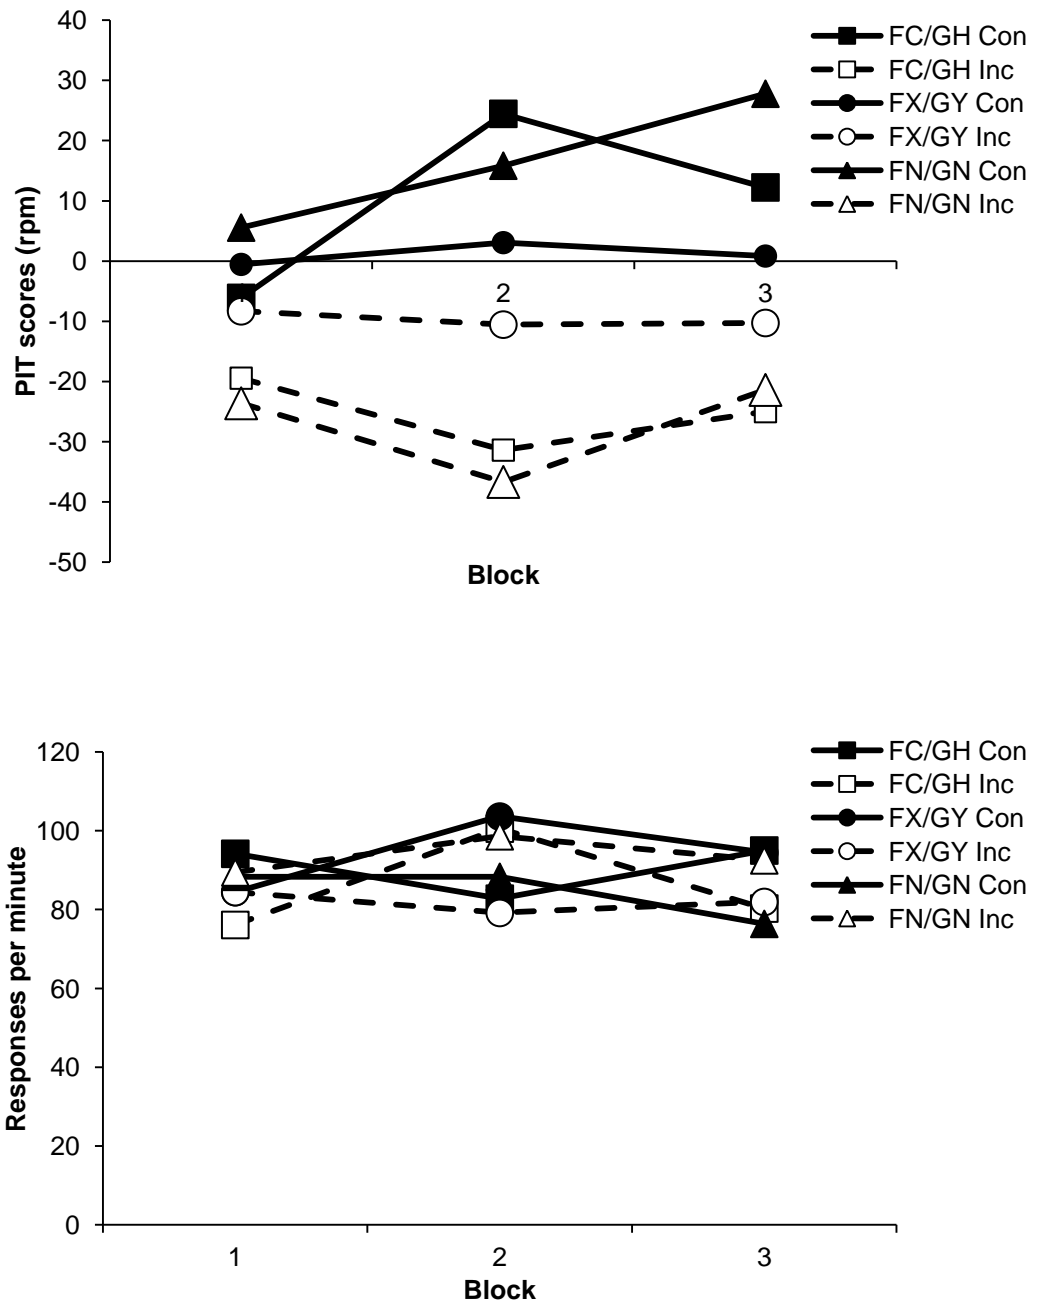 40
30
20
10
0
-10
-20
-30
-40
-50
PIT scores (rpm)
2
3
Block
FC/GH Con
FC/GH Inc
FX/GY Con
FX/GY Inc
FN/GN Con
FN/GN Inc
120
100
80
60
40
20
0
Responses per minute
1
2
3
Block
FC/GH Con
FC/GH Inc
FX/GY Con
FX/GY Inc
FN/GN Con
FN/GN Inc